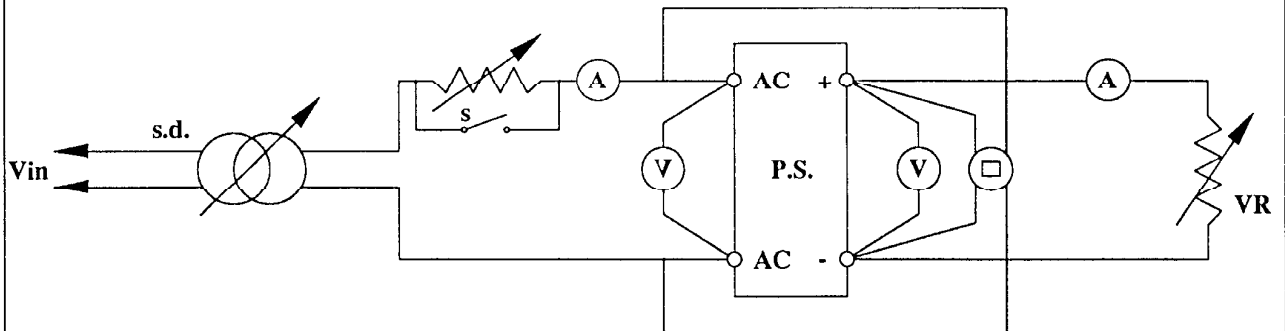 A
AC +
A
s
s.d.
Vin
V
P.S.
V
VR
AC -